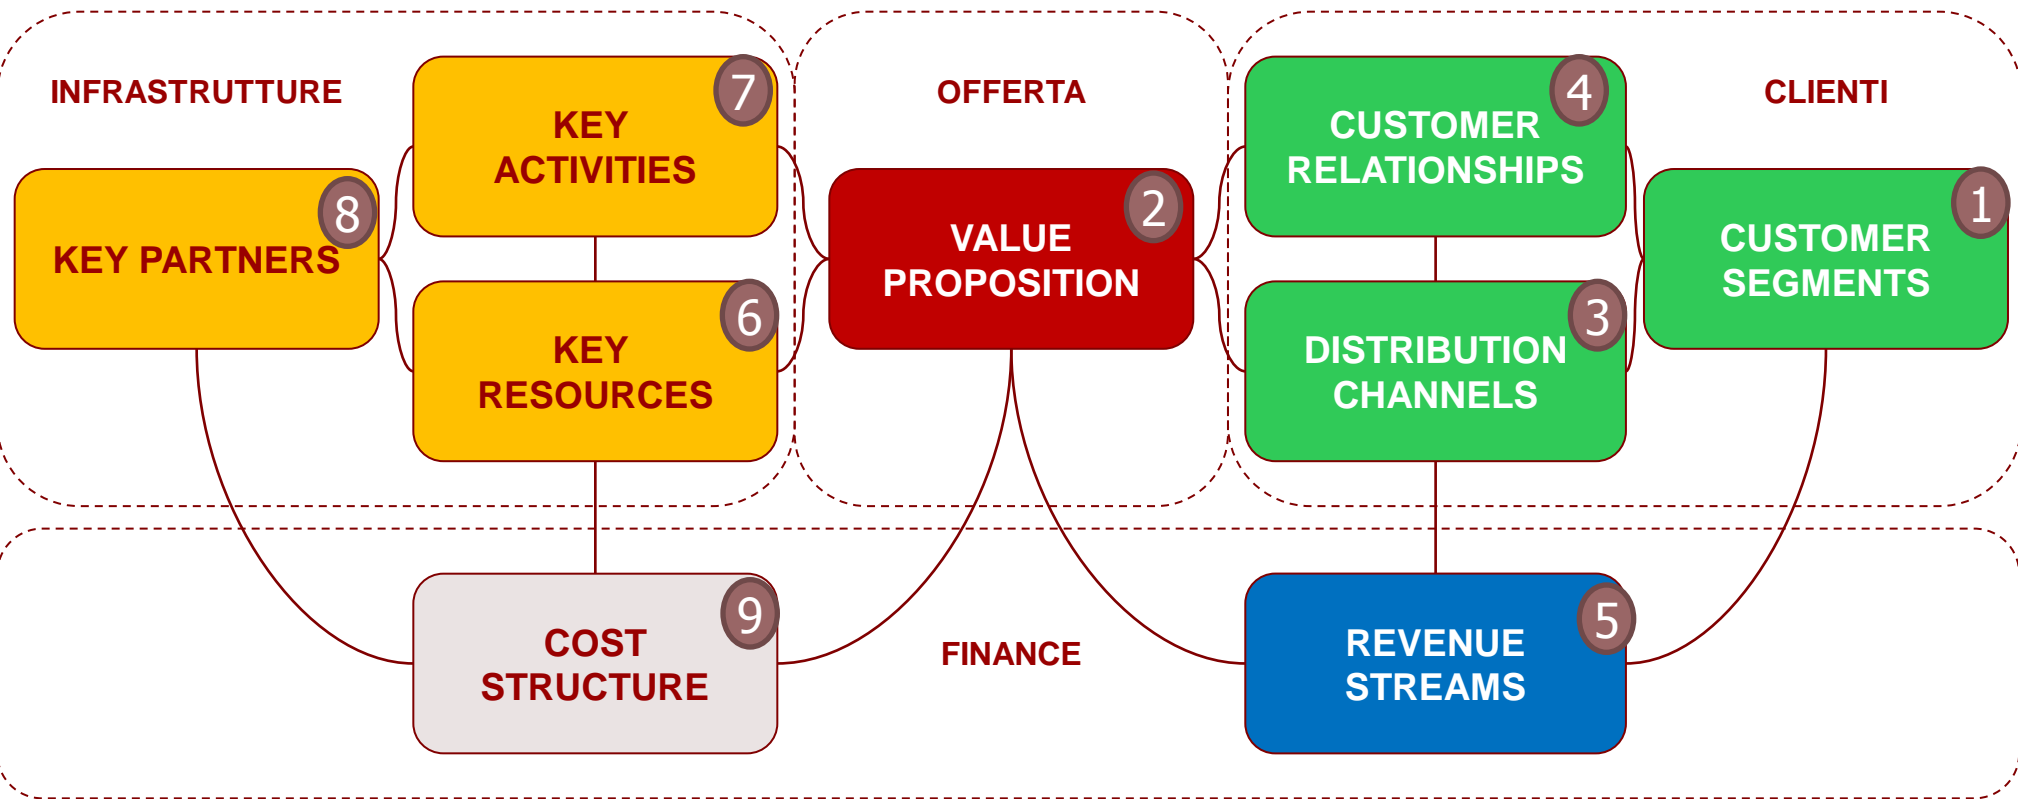 INFRASTRUTTURE
KEY
ACTIVITIES
7
OFFERTA
CUSTOMER
RELATIONSHIPS
4
CLIENTI
KEY PARTNERS
8
KEY
RESOURCES
6
VALUE
PROPOSITION
2
DISTRIBUTION
CHANNELS
3
CUSTOMER
SEGMENTS
1
COST
STRUCTURE
9
FINANCE
REVENUE
STREAMS
5